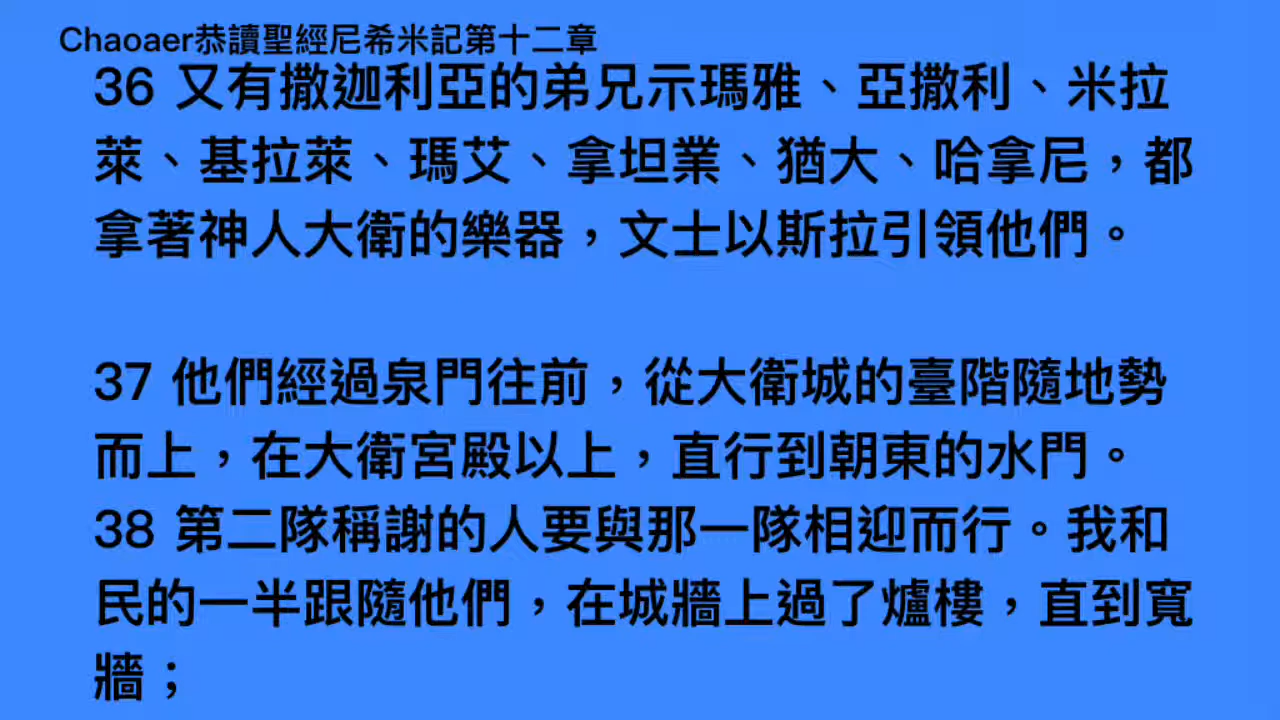 Chaoaer恭讀聖經尼希米記第十二章
36 又有撒迦利亞的弟兄示瑪雅、亞撒利、米拉
萊、基拉萊、瑪艾、拿坦業、猶大、哈拿尼，都
拿著神人大衛的樂器，文士以斯拉引領他們。
37 他們經過泉門往前，從大衛城的臺階隨地勢
而上，在大衛宮殿以上，直行到朝東的水門。
38 第二隊稱謝的人要與那一隊相迎而行。我和
民的一半跟隨他們，在城牆上過了爐樓，直到寬
牆；